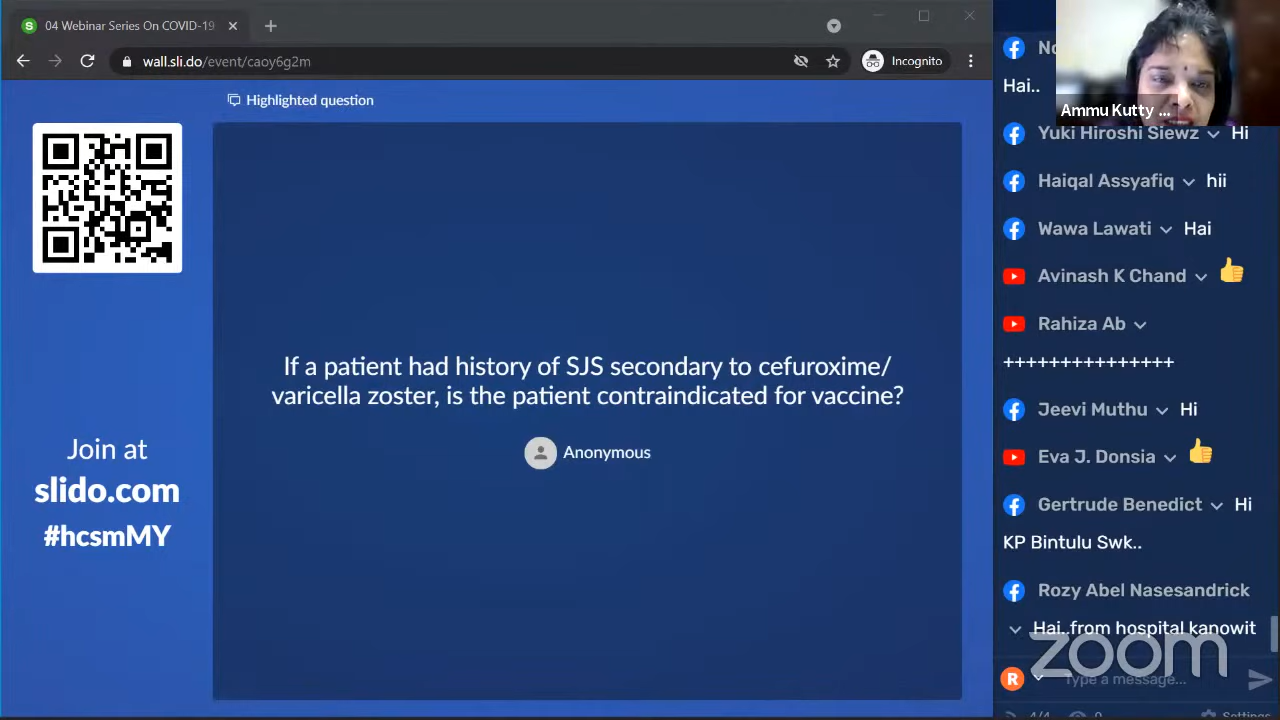 04 Webinar Series On COVID-19
wall.sli.do/event/caoy6g2m
Incognito
Highlighted question
If a patient had history of SJS secondary to cefuroxime/
varicella zoster, is the patient contraindicated for vaccine?
Anonymous
Join at
slido.com
#hcsmMY
Ammu Kutty ...
Hai..
Yuki Hiroshi Siewz Hi
Haiqal Assyafiq hii
Wawa Lawati Hai
Avinash K Chand
Rahiza Ab
+++++++++++++++
Jeevi Muthu Hi
Eva J. Donsia
Gertrude Benedict Hi
KP Bintulu Swk..
Rozy Abel Nasesandrick
Hai..from hospital kanowit
zoom
R
Type a message...